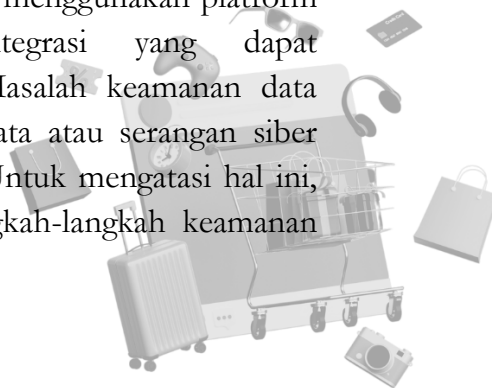 menggunakan platform
tegrasi yang dapat
Masalah keamanan data
ata atau serangan siber
Untuk mengatasi hal ini,
gkah-langkah keamanan